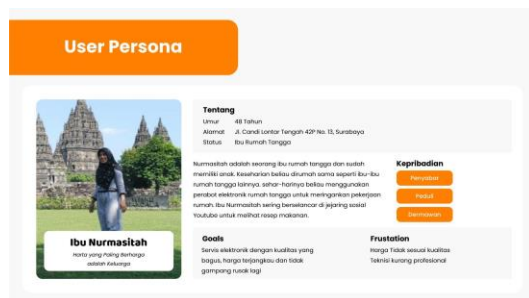 User Persona
Tentang
Umur 48 Tahun
Alamat Jl. Candi Lontar Tengah 42P No. 13, Surabaya
Status Ibu Rumah Tangga
Nurmasitah adalah seorang ibu rumah tangga dan sudah
memiliki anak. Keseharian beliau dirumah sama seperti ibu-ibu
rumah tangga lainnya. sehar-harinya beliau menggunakan
perabot elektronik rumah tangga untuk meringankan pekerjaan
rumah. Ibu Nurmasitah sering berselancar di jejaring sosial
Youtube untuk melihat resep makanan.
Kepribadian
Penyabar
Peduli
Dermawan
Ibu Nurmasitah
Harta yang Paling Berharga
adalah Keluarga
Goals
Servis elektronik dengan kualitas yang
bagus, harga terjangkau dan tidak
gampang rusak lagi
Frustation
Harga Tidak sesuai kualitas
Teknisi kurang profesional